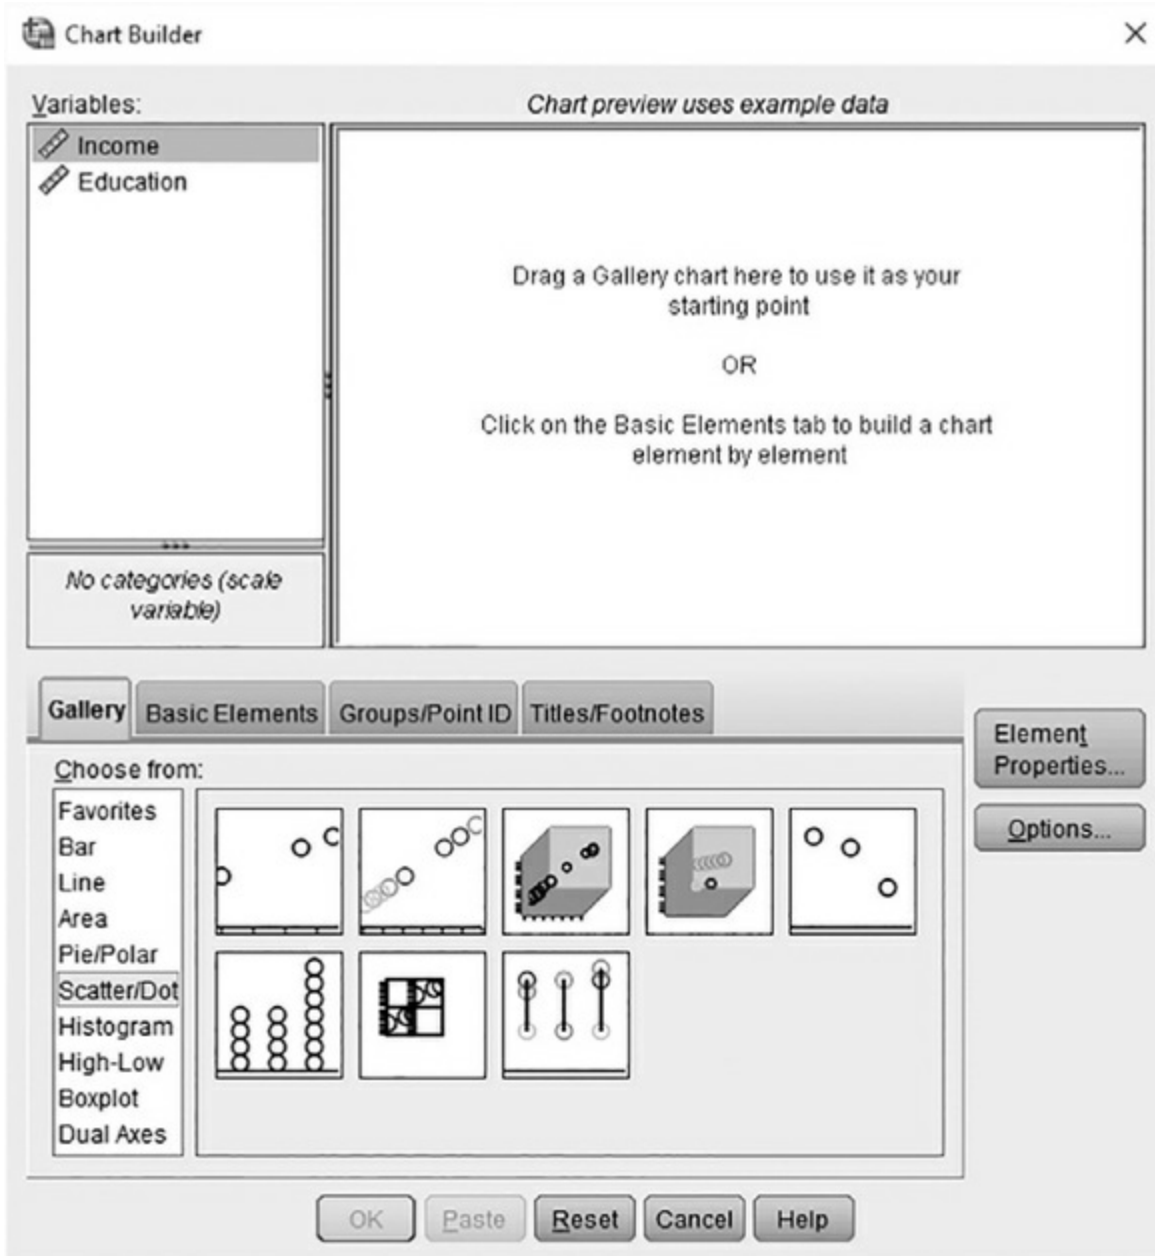 Chart Builder
Variables:
Chart preview uses example data
Income
Education
Drag a Gallery chart here to use it as your
starting point
OR
Click on the Basic Elements tab to build a chart
element by element
No categories (scale
variable)
Gallery
Basic Elements
Groups/Point ID
Titles/Footnotes
Element
Properties...
Options...
Choose from:
Favorites
Bar
Line
Area
Pie/Polar
Scatter/Dot
Histogram
High-Low
Boxplot
Dual Axes
OK
Paste
Reset
Cancel
Help